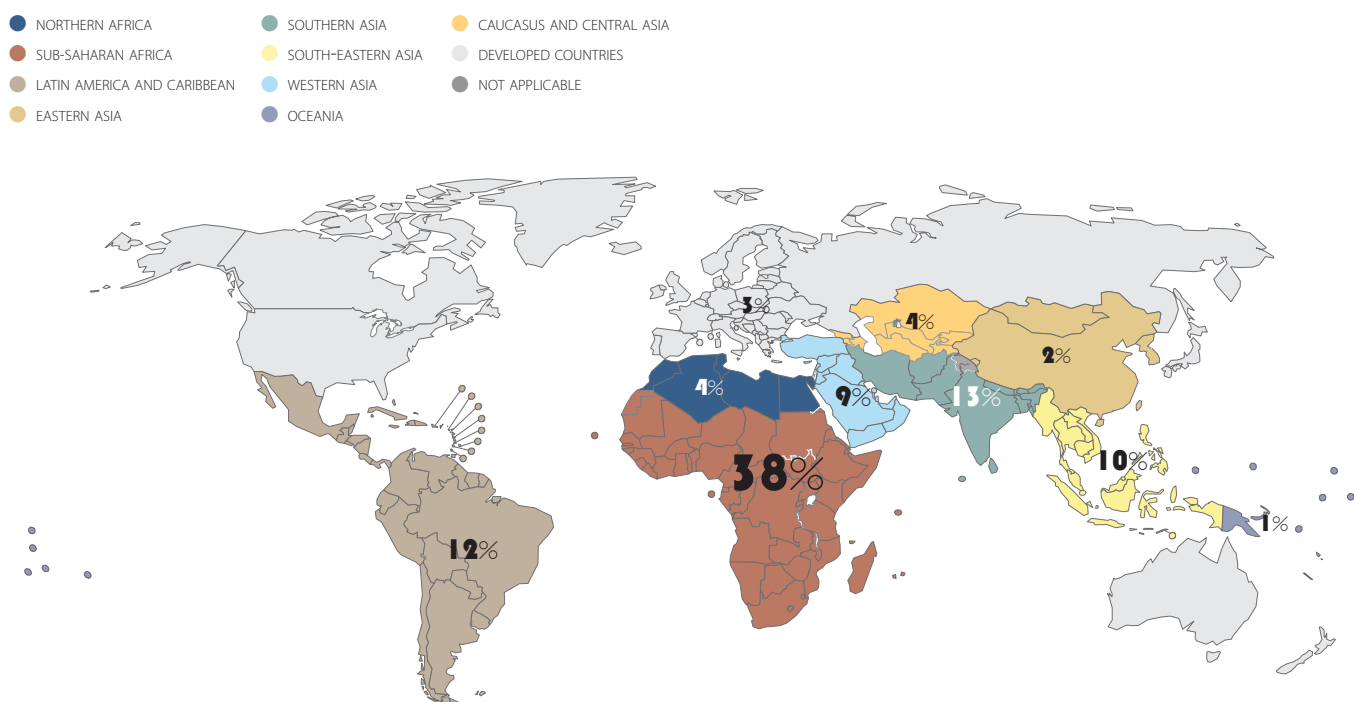 NORTHERN AFRICA
SUB-SAHARAN AFRICA
LATIN AMERICA AND CARIBBEAN
EASTERN ASIA
SOUTHERN ASIA
SOUTH-EASTERN ASIA
WESTERN ASIA
OCEANIA
CAUCASUS AND CENTRAL ASIA
DEVELOPED COUNTRIES
NOT APPLICABLE
3%
4%
2%
4%
9%
13%
38%
10%
1%
12%